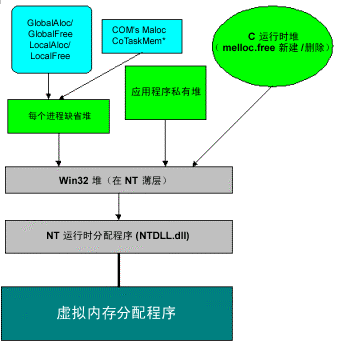 GlobalAloc/
GlobalFree
LocalAloc/
LocalFree
COM's Maloc
CoTaskMem*
C 运行时堆
（melloc.free 新建/删除）
每个进程缺省堆
应用程序私有堆
Win32 堆（在 NT 薄层）
NT 运行时分配程序 (NTDLL.dll)
虚拟内存分配程序